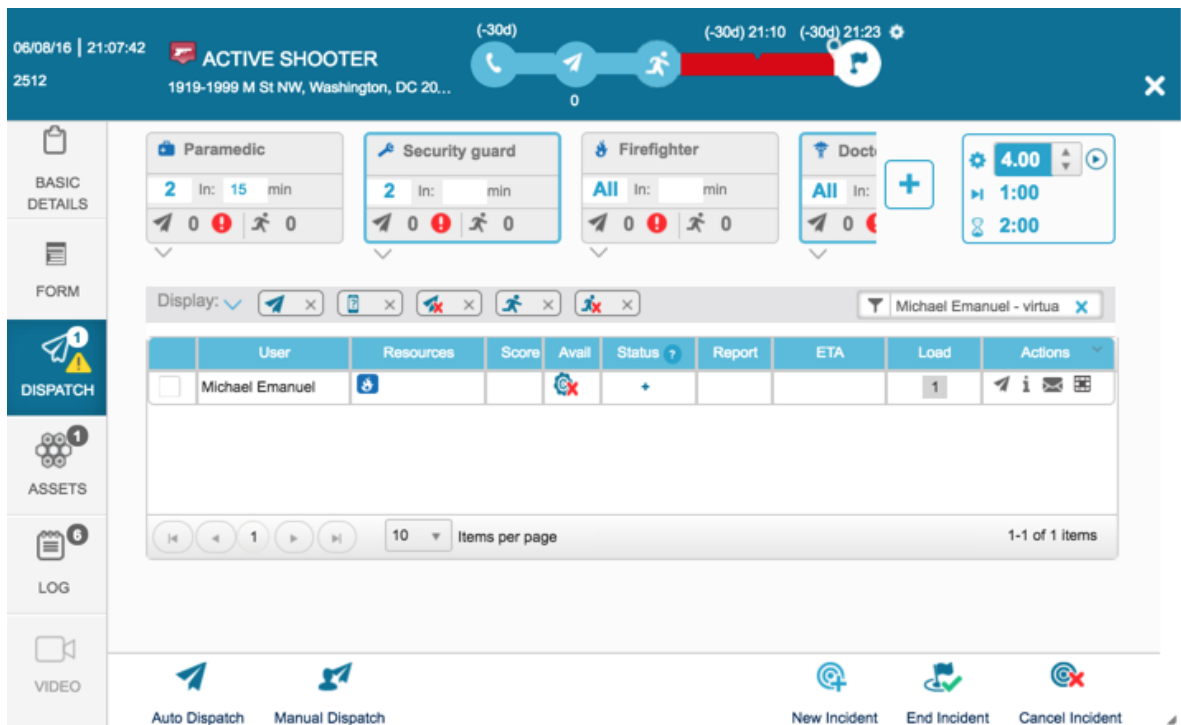 (-30d) (-30d) 21:10 (-30d) 21:23
06/08/16 | 21:07:42
ACTIVE SHOOTER
2512
1919-1999 M St NW, Washington, DC 20...
0
BASIC DETAILS
FORM
1
DISPATCH
1
ASSETS
6
LOG
VIDEO
Paramedic
2 In: 15 min
0 0
Security guard
2 In: min
0 0
Firefighter
All In: min
0 0
Doct
All In:
0
4.00
1:00
2:00
Display:
Michael Emanuel - virtua
User Resources Score Avail Status ? Report ETA Load Actions
Michael Emanuel + 1
1 10 Items per page 1-1 of 1 items
Auto Dispatch Manual Dispatch New Incident End Incident Cancel Incident